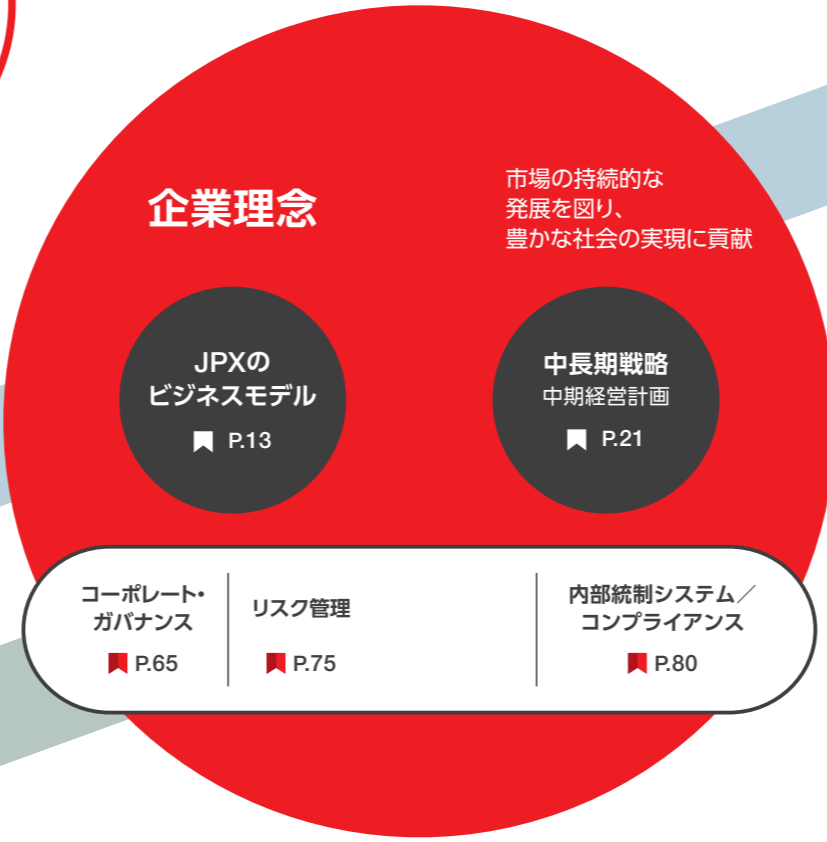 企業理念
市場の持続的な
発展を図り、
豊かな社会の実現に貢献
JPXの
ビジネスモデル
P.13
中長期戦略
中期経営計画
P.21
コーポレート・
ガバナンス
P.65
リスク管理
P.75
内部統制システム／
コンプライアンス
P.80